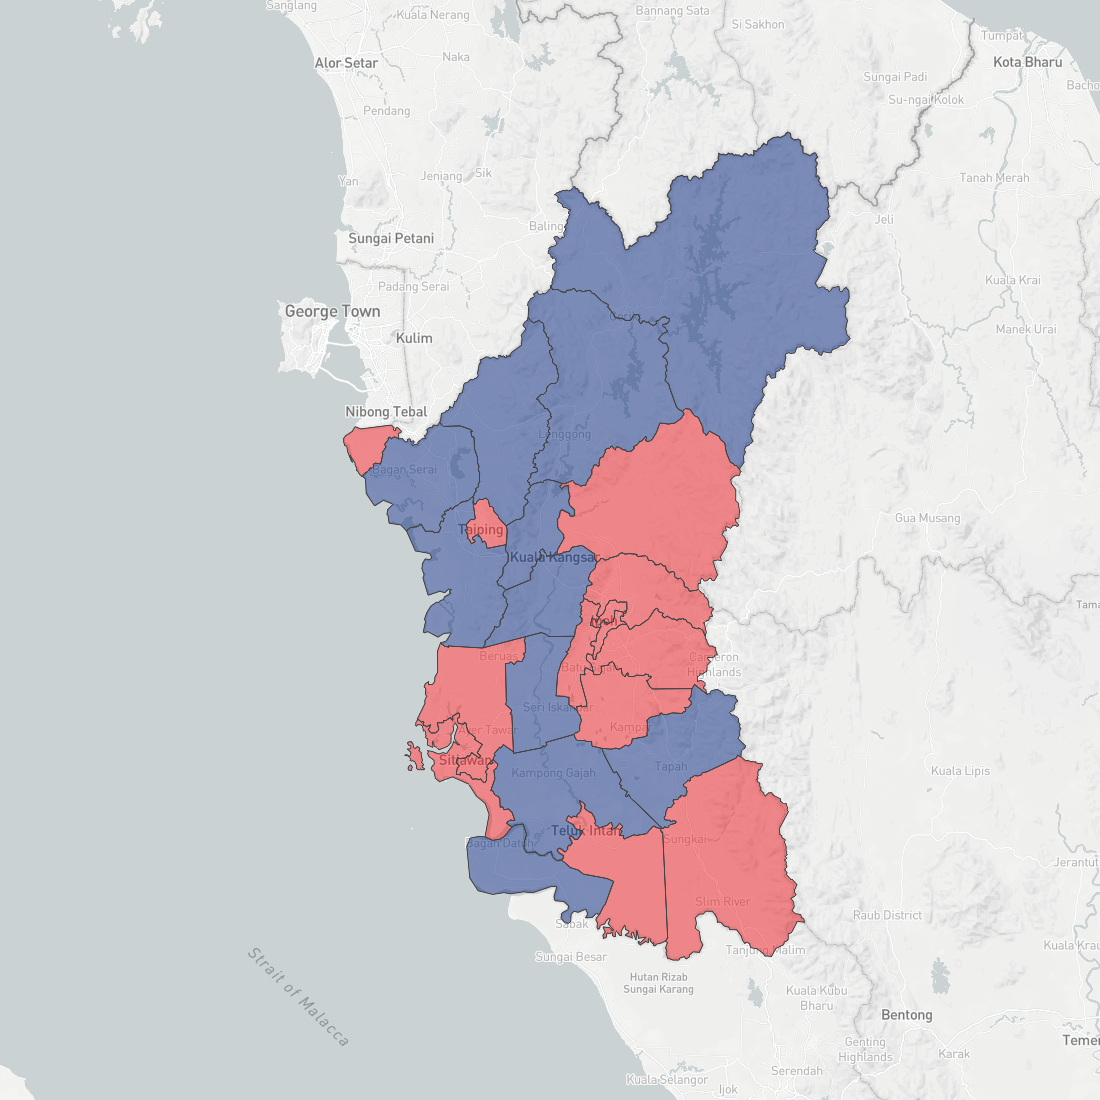 Sanglang
Kuala Nerang
Bannang Sata
Si Sakhon
Tumpat
Kota Bharu
Alor Setar
Naka
Sungai Padi
Bacho
Pendang
Su-ngai Kolok
Yan
Jeniang
Sik
Tanah Merah
Baling
Jeli
Sungai Petani
Padang Serai
Kuala Krai
George Town
Kulim
Manek Urai
Nibong Tebal
Lenggong
Bagan Serai
Taiping
Gua Musang
Kuala Kangsar
Tama
Beruas
Batu Gajah
Cameron
Highlands
Seri Iskandar
Ayer Tawar
Kampar
Sitiawan
Kampong Gajah
Tapah
Kuala Lipis
Teluk Intan
Bagan Datoh
Sungkai
Jerantut
Slim River
Sabak
Raub District
Tanjung Malim
Kuala Krau
Sungai Besar
Hutan Rizab
Sungai Karang
Kuala Kubu
Bharu
Strait of Malacca
Bentong
Temer
Genting
Highlands
Karak
Serendah
Kuala Selangor
Ijok